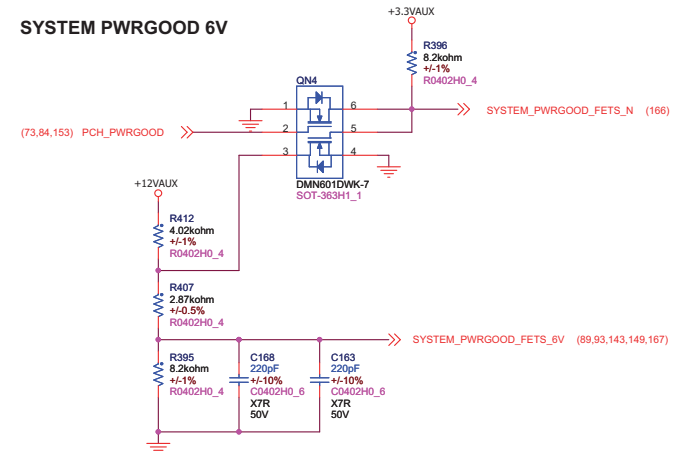 SYSTEM PWRGOOD 6V
+3.3VAUX
R396
8.2kohm
+/-1%
R0402H0_4
QN4
1
6
SYSTEM_PWRGOOD_FETS_N (166)
(73,84,153) PCH_PWRGOOD
2
5
3
4
DMN601DWK-7
SOT-363H1_1
+12VAUX
R412
4.02kohm
+/-1%
R0402H0_4
R407
2.87kohm
+/-0.5%
R0402H0_4
SYSTEM_PWRGOOD_FETS_6V (89,93,143,149,167)
R395
8.2kohm
+/-1%
R0402H0_4
C168
220pF
+/-10%
C0402H0_6
X7R
50V
C163
220pF
+/-10%
C0402H0_6
X7R
50V